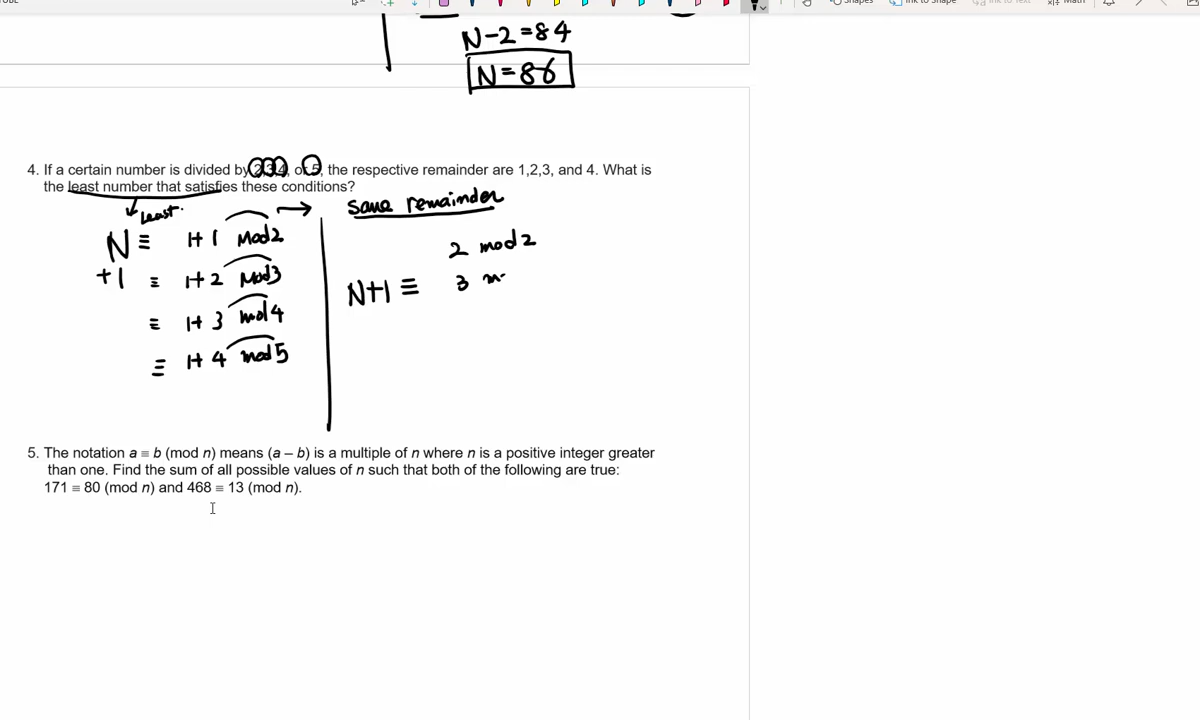 N-2=84
N=86
4. If a certain number is divided by 2,3,4, or 5, the respective remainder are 1,2,3, and 4. What is
the least number that satisfies these conditions?
Least.
same remainder
N ≡ 1+1 Mod2
+1 ≡ 1+2 Mod3
≡ 1+3 mod4
≡ 1+4 mod5
2 mod2
N+1 ≡ 3 m
5. The notation a ≡ b (mod n) means (a – b) is a multiple of n where n is a positive integer greater
than one. Find the sum of all possible values of n such that both of the following are true:
171 ≡ 80 (mod n) and 468 ≡ 13 (mod n).